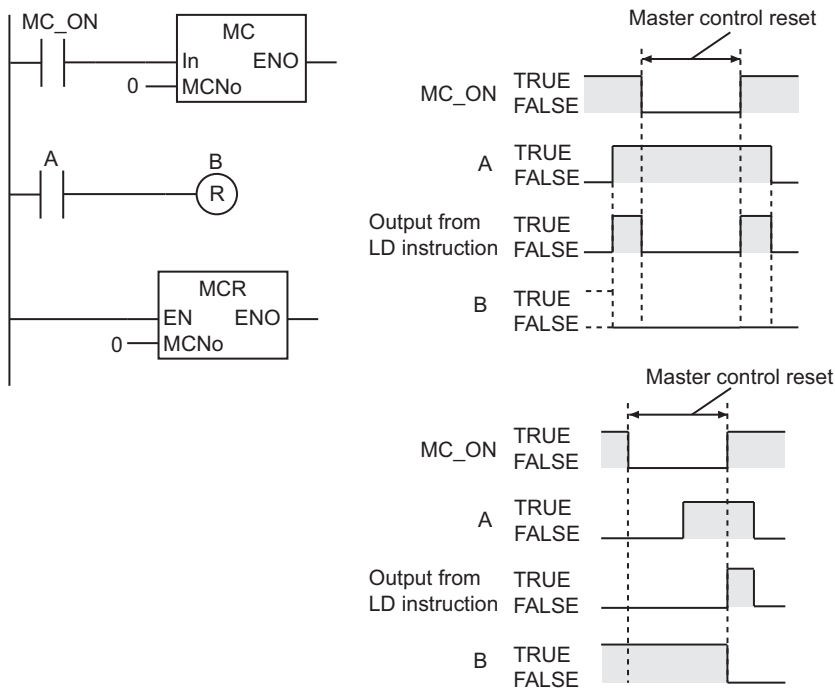 MC_ON
MC
In ENO
0 MCNo
A
B
R
MCR
EN ENO
0 MCNo
Master control reset
MC_ON TRUE
FALSE
A TRUE
FALSE
Output from TRUE
LD instruction FALSE
B TRUE
FALSE
Master control reset
MC_ON TRUE
FALSE
A TRUE
FALSE
Output from TRUE
LD instruction FALSE
B TRUE
FALSE